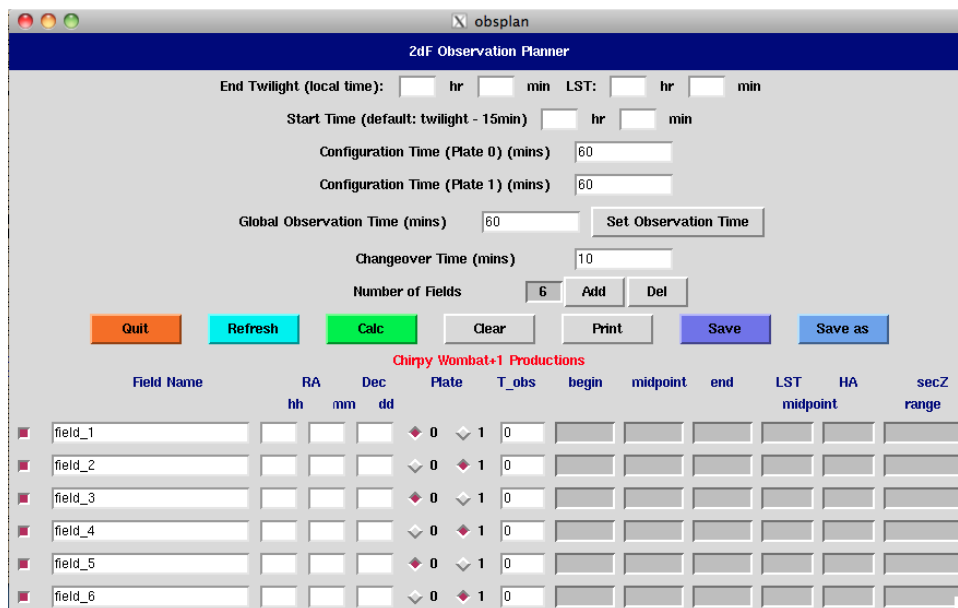 obsplan
2dF Observation Planner
End Twilight (local time): hr min LST: hr min
Start Time (default: twilight - 15min) hr min
Configuration Time (Plate 0) (mins) 60
Configuration Time (Plate 1) (mins) 60
Global Observation Time (mins) 60 Set Observation Time
Changeover Time (mins) 10
Number of Fields 6 Add Del
Quit Refresh Calc Clear Print Save Save as
Chirpy Wombat+1 Productions
Field Name RA Dec Plate T_obs begin midpoint end LST HA secZ
hh mm dd midpoint range
field_1 0 1 0
field_2 0 1 0
field_3 0 1 0
field_4 0 1 0
field_5 0 1 0
field_6 0 1 0